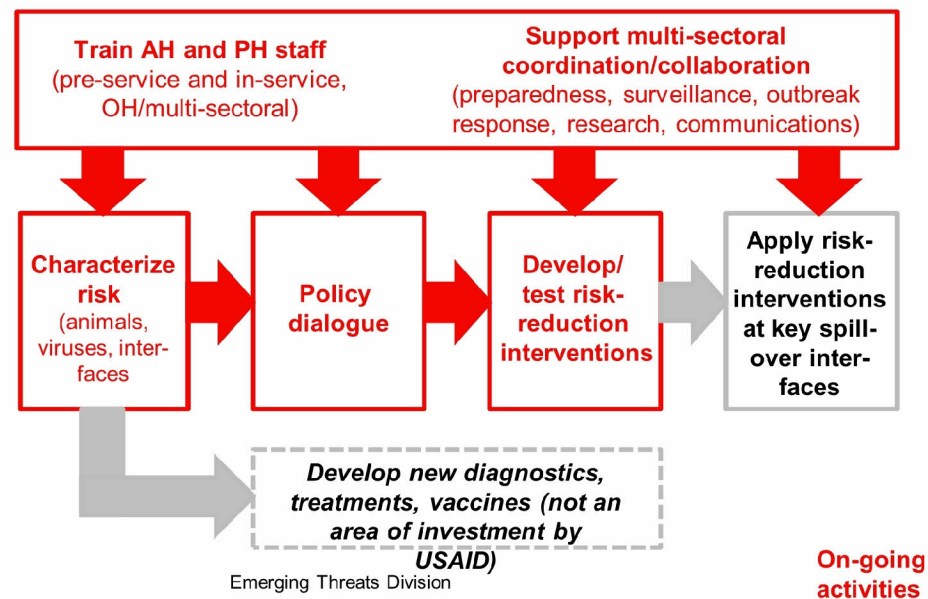 Train AH and PH staff
(pre-service and in-service,
OH/multi-sectoral)
Support multi-sectoral
coordination/collaboration
(preparedness, surveillance, outbreak
response, research, communications)
Characterize
risk
(animals,
viruses, inter-
faces
Policy
dialogue
Develop/
test risk-
reduction
interventions
Apply risk-
reduction
interventions
at key spill-
over inter-
faces
Develop new diagnostics,
treatments, vaccines (not an
area of investment by
USAID)
Emerging Threats Division
On-going
activities